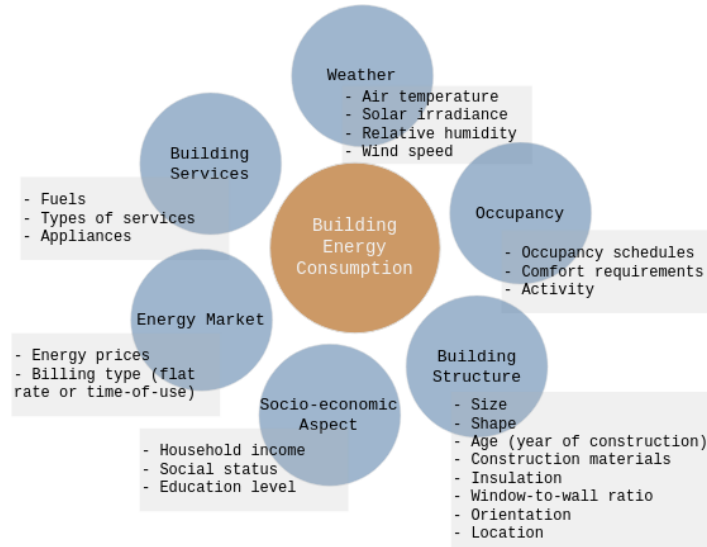 Weather
- Air temperature
- Solar irradiance
- Relative humidity
- Wind speed
Building
Services
- Fuels
- Types of services
- Appliances
Occupancy
- Occupancy schedules
- Comfort requirements
- Activity
Building
Energy
Consumption
Energy Market
- Energy prices
- Billing type (flat
rate or time-of-use)
Building
Structure
- Size
- Shape
- Age (year of construction)
- Construction materials
- Insulation
- Window-to-wall ratio
- Orientation
- Location
Socio-economic
Aspect
- Household income
- Social status
- Education level